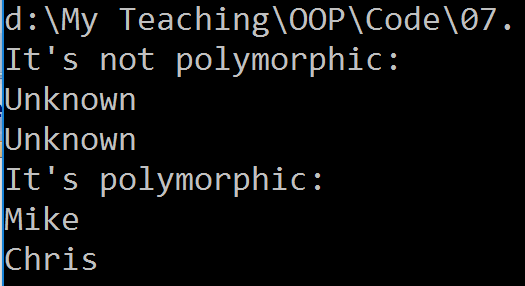 d:\My Teaching\OOP\Code\07.
It's not polymorphic:
Unknown
Unknown
It's polymorphic:
Mike
Chris